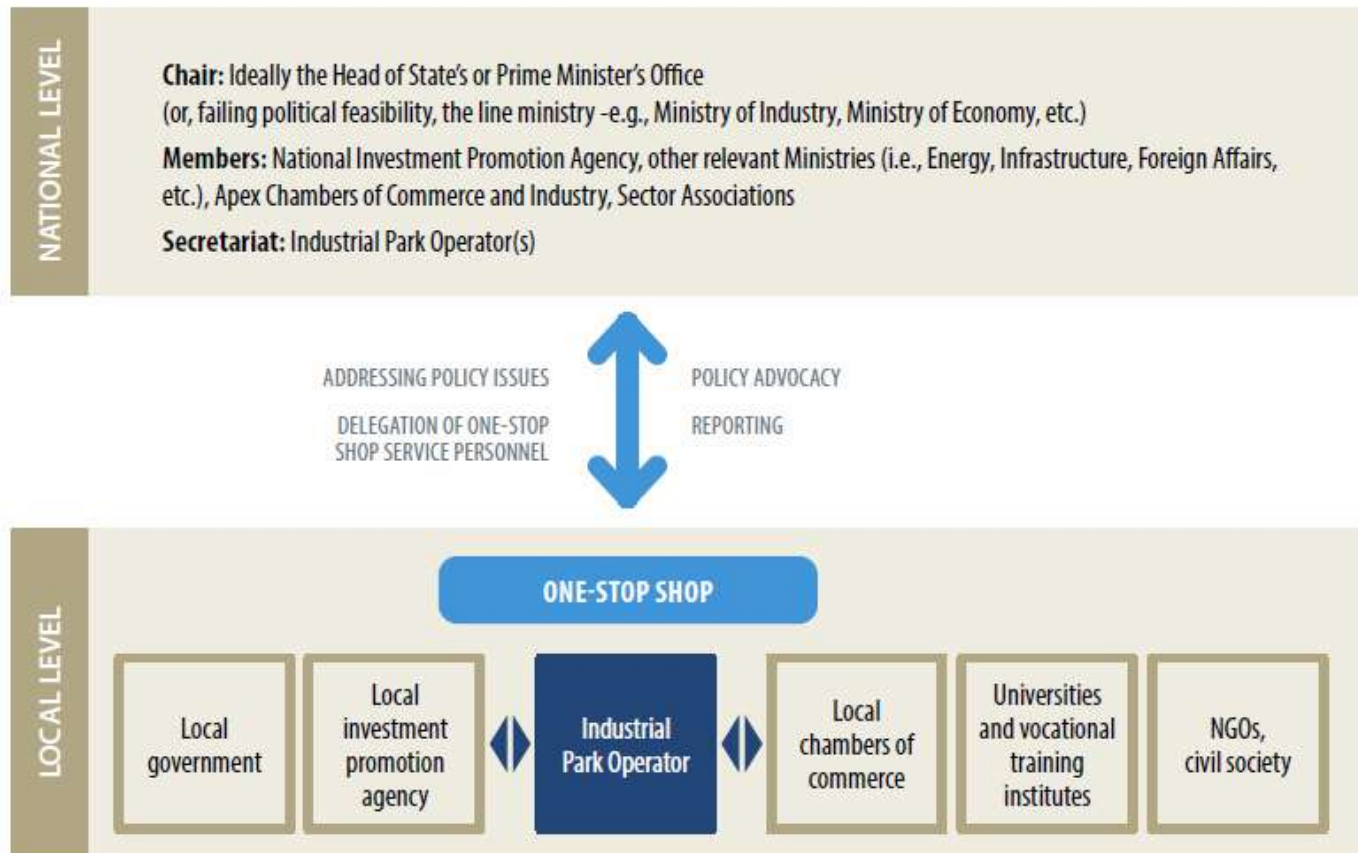 NATIONAL LEVEL
Chair: Ideally the Head of State's or Prime Minister's Office
(or, failing political feasibility, the line ministry -e.g., Ministry of Industry, Ministry of Economy, etc.)
Members: National Investment Promotion Agency, other relevant Ministries (i.e., Energy, Infrastructure, Foreign Affairs,
etc.), Apex Chambers of Commerce and Industry, Sector Associations
Secretariat: Industrial Park Operator(s)
ADDRESSING POLICY ISSUES
DELEGATION OF ONE-STOP
SHOP SERVICE PERSONNEL
POLICY ADVOCACY
REPORTING
LOCAL LEVEL
ONE-STOP SHOP
Local
government
Local
investment
promotion
agency
Industrial
Park Operator
Local
chambers of
commerce
Universities
and vocational
training
institutes
NGOs,
civil society